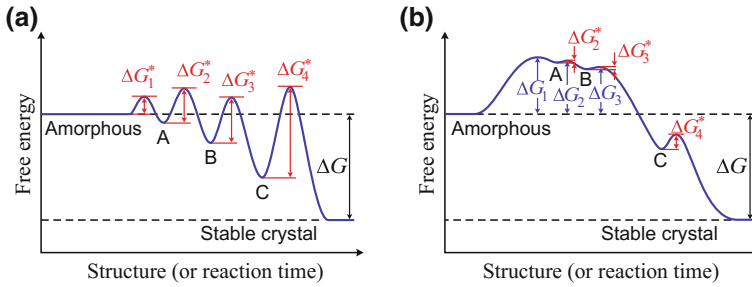 (a)
Free energy
ΔG₁*
ΔG₂*
ΔG₃*
ΔG₄*
Amorphous
A
B
C
ΔG
Stable crystal
Structure (or reaction time)
(b)
Free energy
ΔG₂*
ΔG₃*
A
B
ΔG₁
ΔG₂
ΔG₃
Amorphous
ΔG₄*
C
ΔG
Stable crystal
Structure (or reaction time)